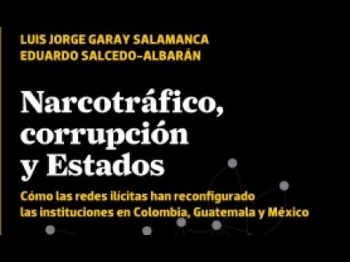 LUIS JORGE GARAY SALAMANCA
EDUARDO SALCEDO-ALBARÁN
Narcotráfico,
corrupción
y Estados
Cómo las redes ilícitas han reconfigurado
las instituciones en Colombia, Guatemala y México